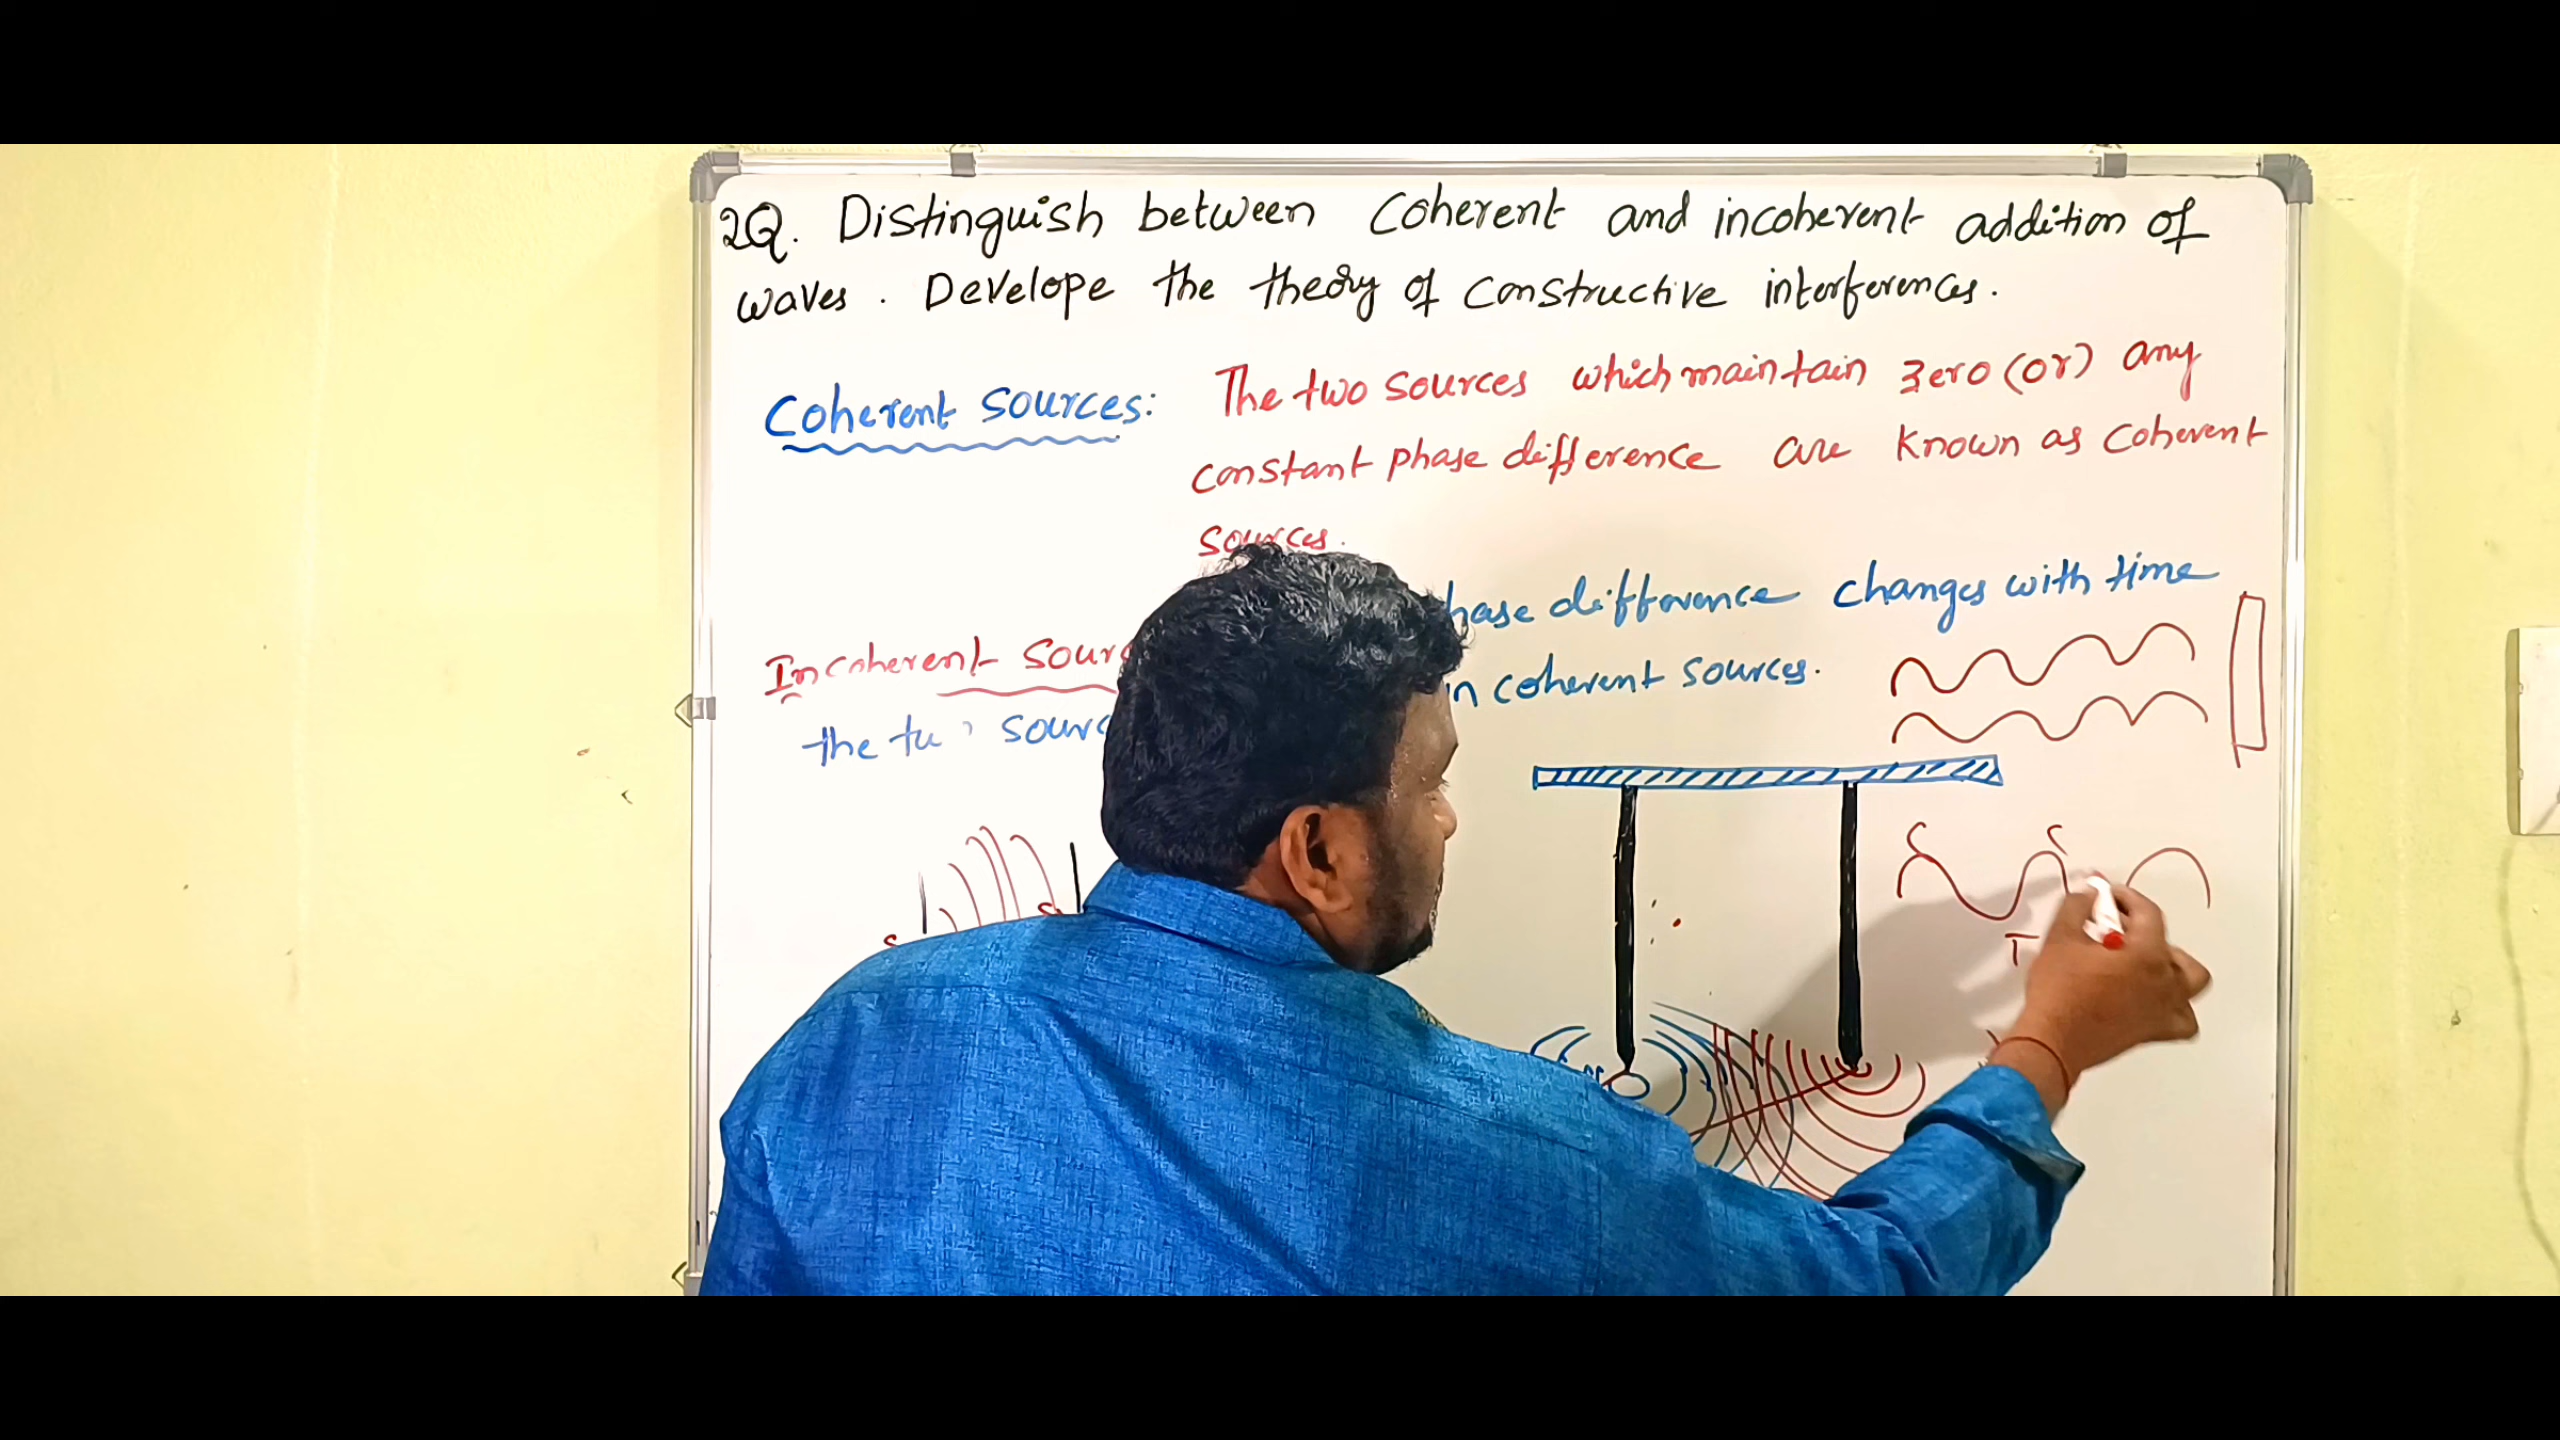 2Q. Distinguish between Coherent and incoherent addition of
waves. Develope the theory of constructive interferences.
Coherent sources: The two sources which maintain zero (or) any
constant phase difference are known as coherent
sources.
hase difference changes with time
Incoherent Sour
the sourc
n coherent sources.